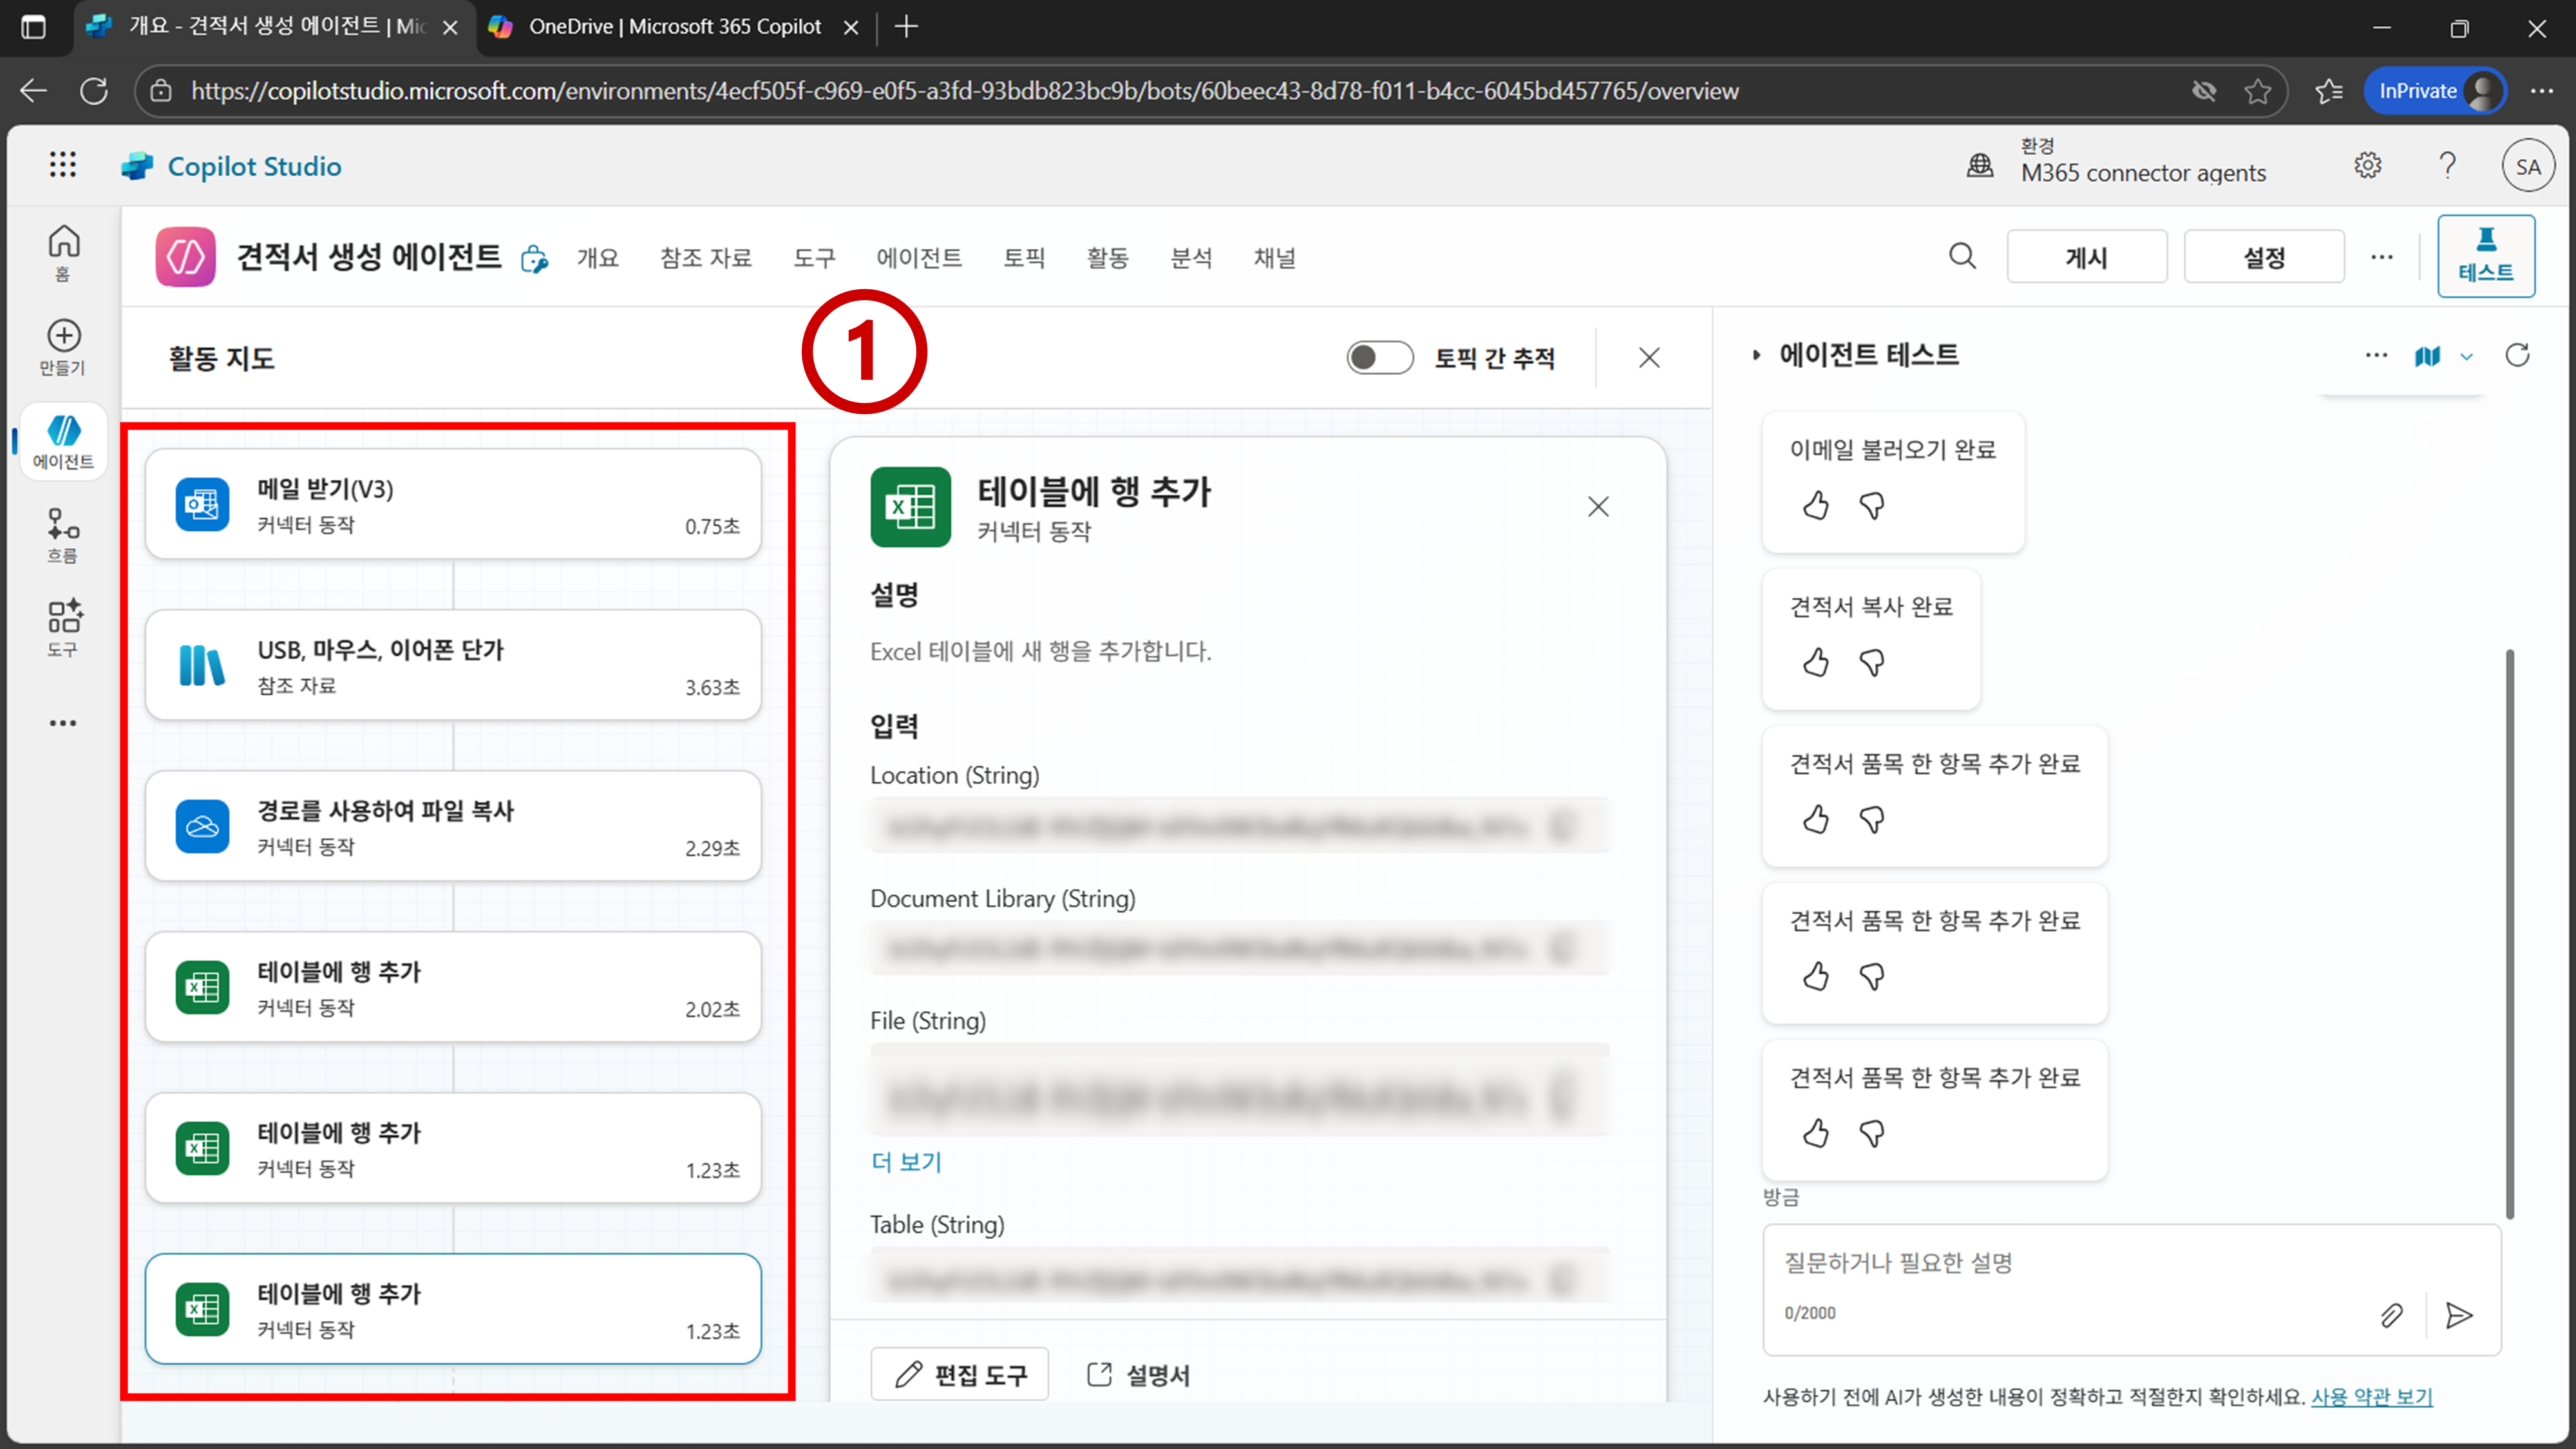 개요 - 견적서 생성 에이전트 | Mic
OneDrive | Microsoft 365 Copilot
https://copilotstudio.microsoft.com/environments/4ecf505f-c969-e0f5-a3fd-93bdb823bc9b/bots/60beec43-8d78-f011-b4cc-6045bd457765/overview
InPrivate
Copilot Studio
환경
M365 connector agents
SA
홈
만들기
에이전트
흐름
도구
견적서 생성 에이전트
개요
참조 자료
도구
에이전트
토픽
활동
분석
채널
게시
설정
테스트
활동 지도
1
토픽 간 추적
메일 받기(V3)
커넥터 동작
0.75초
USB, 마우스, 이어폰 단가
참조 자료
3.63초
경로를 사용하여 파일 복사
커넥터 동작
2.29초
테이블에 행 추가
커넥터 동작
2.02초
테이블에 행 추가
커넥터 동작
1.23초
테이블에 행 추가
커넥터 동작
1.23초
테이블에 행 추가
커넥터 동작
설명
Excel 테이블에 새 행을 추가합니다.
입력
Location (String)
Document Library (String)
File (String)
더 보기
Table (String)
편집 도구
설명서
에이전트 테스트
이메일 불러오기 완료
견적서 복사 완료
견적서 품목 한 항목 추가 완료
견적서 품목 한 항목 추가 완료
견적서 품목 한 항목 추가 완료
방금
질문하거나 필요한 설명
0/2000
사용하기 전에 AI가 생성한 내용이 정확하고 적절한지 확인하세요. 사용 약관 보기